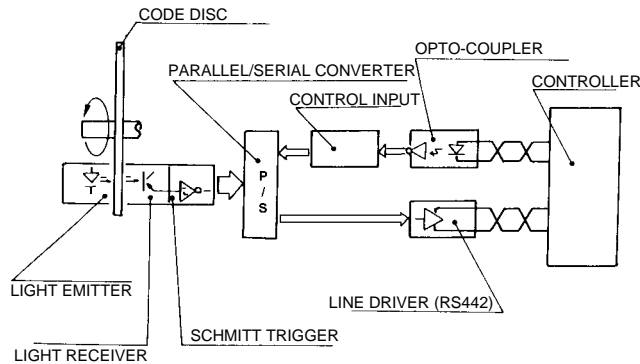 CODE DISC
OPTO-COUPLER
PARALLEL/SERIAL CONVERTER
CONTROLLER
CONTROL INPUT
P
/
S
LIGHT EMITTER
LINE DRIVER (RS442)
LIGHT RECEIVER
SCHMITT TRIGGER